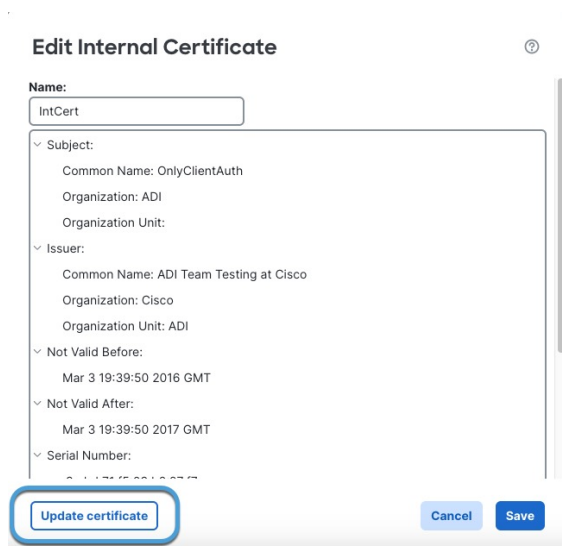 Edit Internal Certificate
Name:
IntCert
Subject:
Common Name: OnlyClientAuth
Organization: ADI
Organization Unit:
Issuer:
Common Name: ADI Team Testing at Cisco
Organization: Cisco
Organization Unit: ADI
Not Valid Before:
Mar 3 19:39:50 2016 GMT
Not Valid After:
Mar 3 19:39:50 2017 GMT
Serial Number:
Update certificate
Cancel
Save